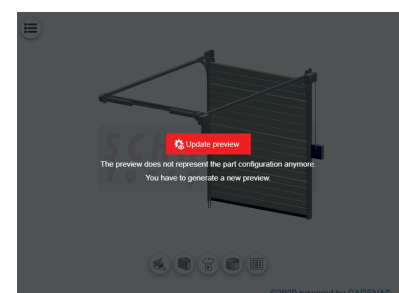 Update preview
The preview does not represent the part configuration anymore.
You have to generate a new preview.
©2020 powered by CADENAS